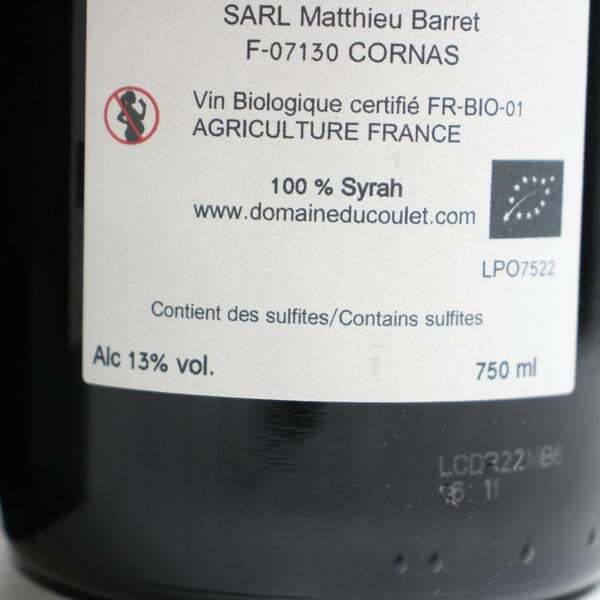 SARL Matthieu Barret
F-07130 CORNAS
Vin Biologique certifié FR-BIO-01
AGRICULTURE FRANCE
100 % Syrah
www.domaineducoulet.com
LPO7522
Contient des sulfites/Contains sulfites
Alc 13% vol.
750 ml